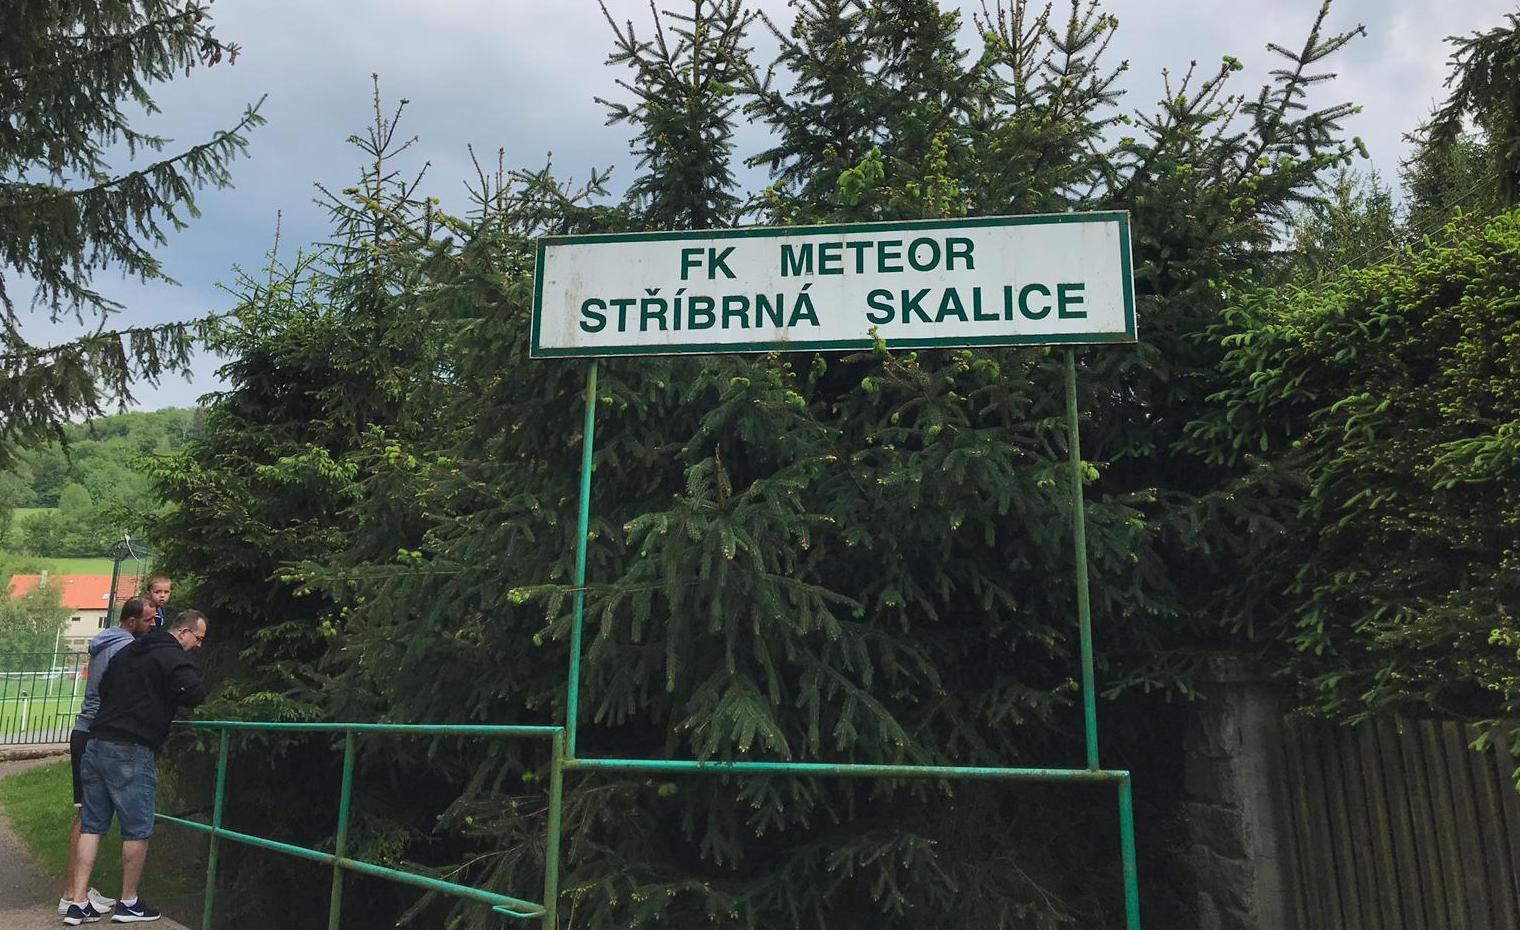 FK METEOR
STŘÍBRNÁ SKALICE